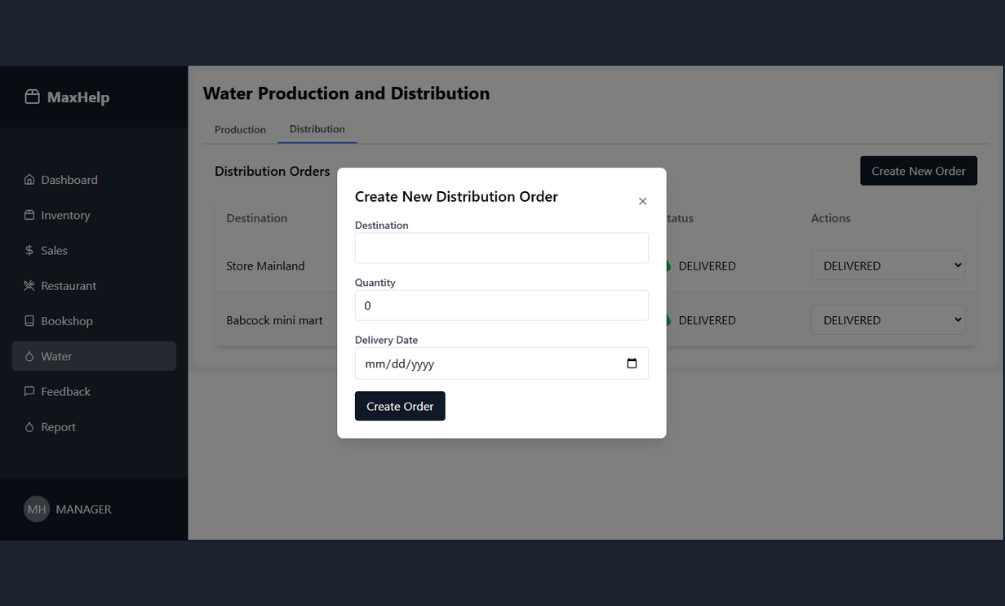 MaxHelp
Dashboard
Inventory
Sales
Restaurant
Bookshop
Water
Feedback
Report
MH MANAGER
Water Production and Distribution
Production Distribution
Distribution Orders
Create New Order
Destination
Actions
Store Mainland
DELIVERED
DELIVERED
Babcock mini mart
DELIVERED
DELIVERED
Create New Distribution Order
×
Destination
Quantity
0
Delivery Date
mm/dd/yyyy
Create Order